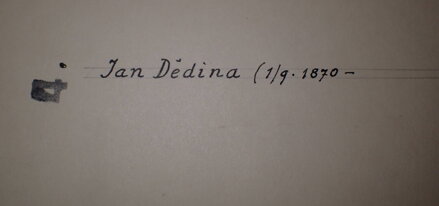 Jan Dědina (1/9. 1870 –